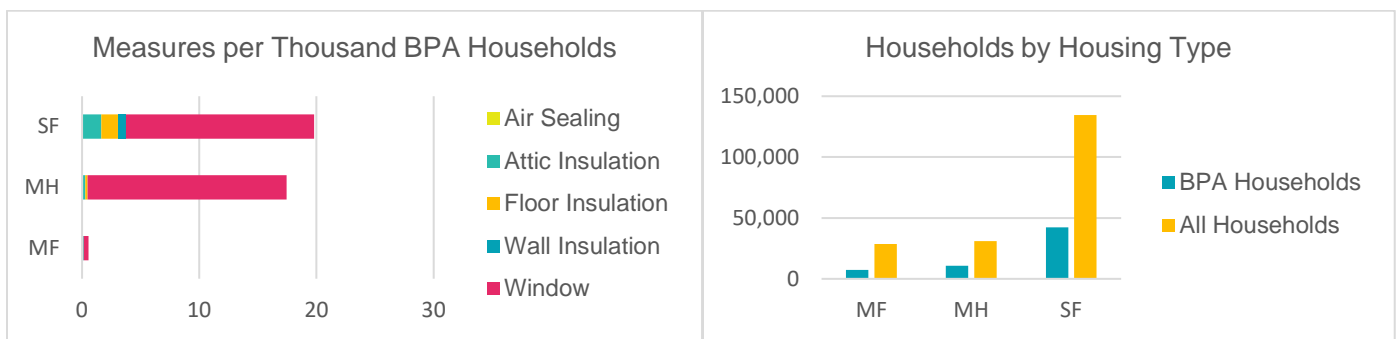 Measures per Thousand BPA Households
SF
MH
MF
0
10
20
30
Air Sealing
Attic Insulation
Floor Insulation
Wall Insulation
Window
Households by Housing Type
150,000
100,000
50,000
0
MF
MH
SF
BPA Households
All Households